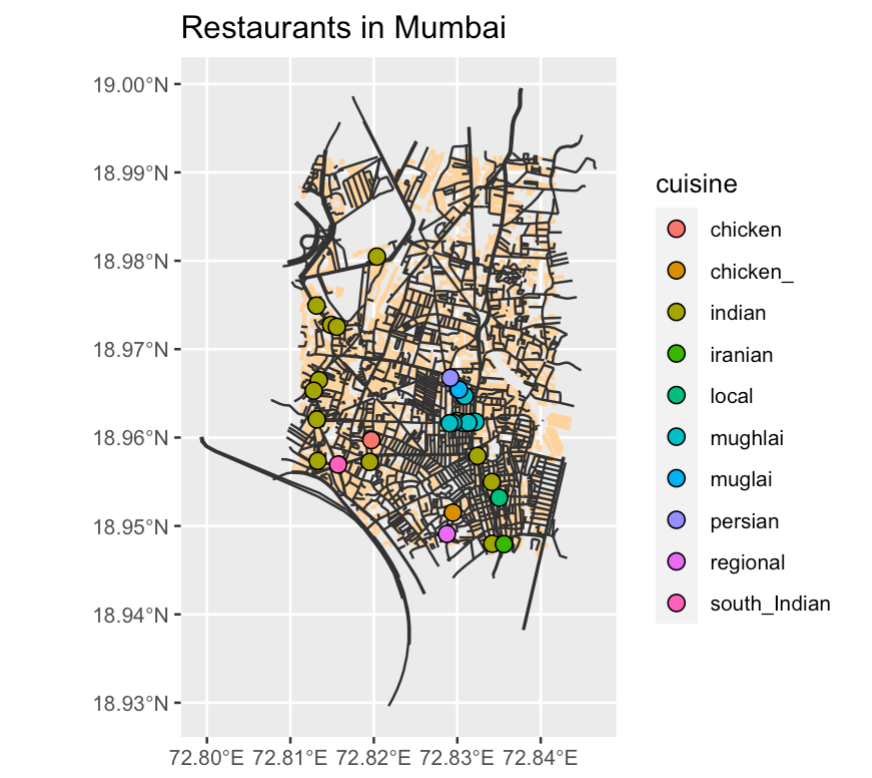 Restaurants in Mumbai
19.00°N
18.99°N
18.98°N
18.97°N
18.96°N
18.95°N
18.94°N
18.93°N
72.80°E 72.81°E 72.82°E 72.83°E 72.84°E
cuisine
chicken
chicken_
indian
iranian
local
mughlai
muglai
persian
regional
south_Indian